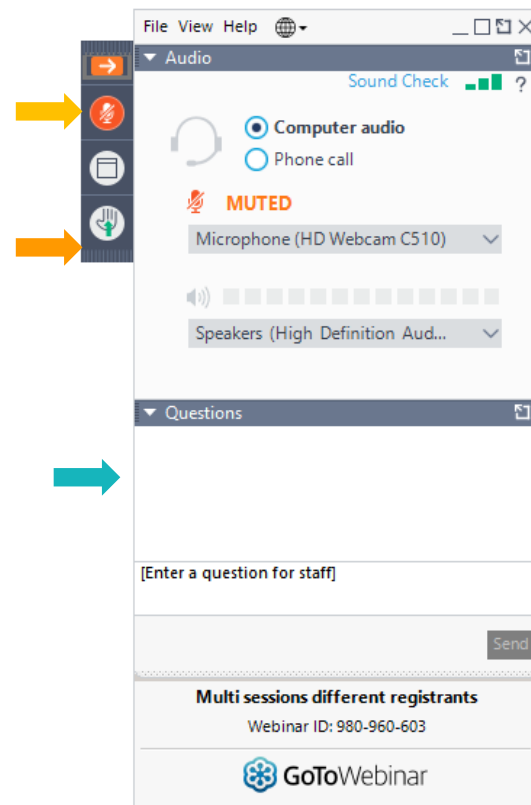 File View Help
Audio
Sound Check ?
Computer audio
Phone call
MUTED
Microphone (HD Webcam C510)
Speakers (High Definition Aud...
Questions
[Enter a question for staff]
Send
Multi sessions different registrants
Webinar ID: 980-960-603
GoToWebinar